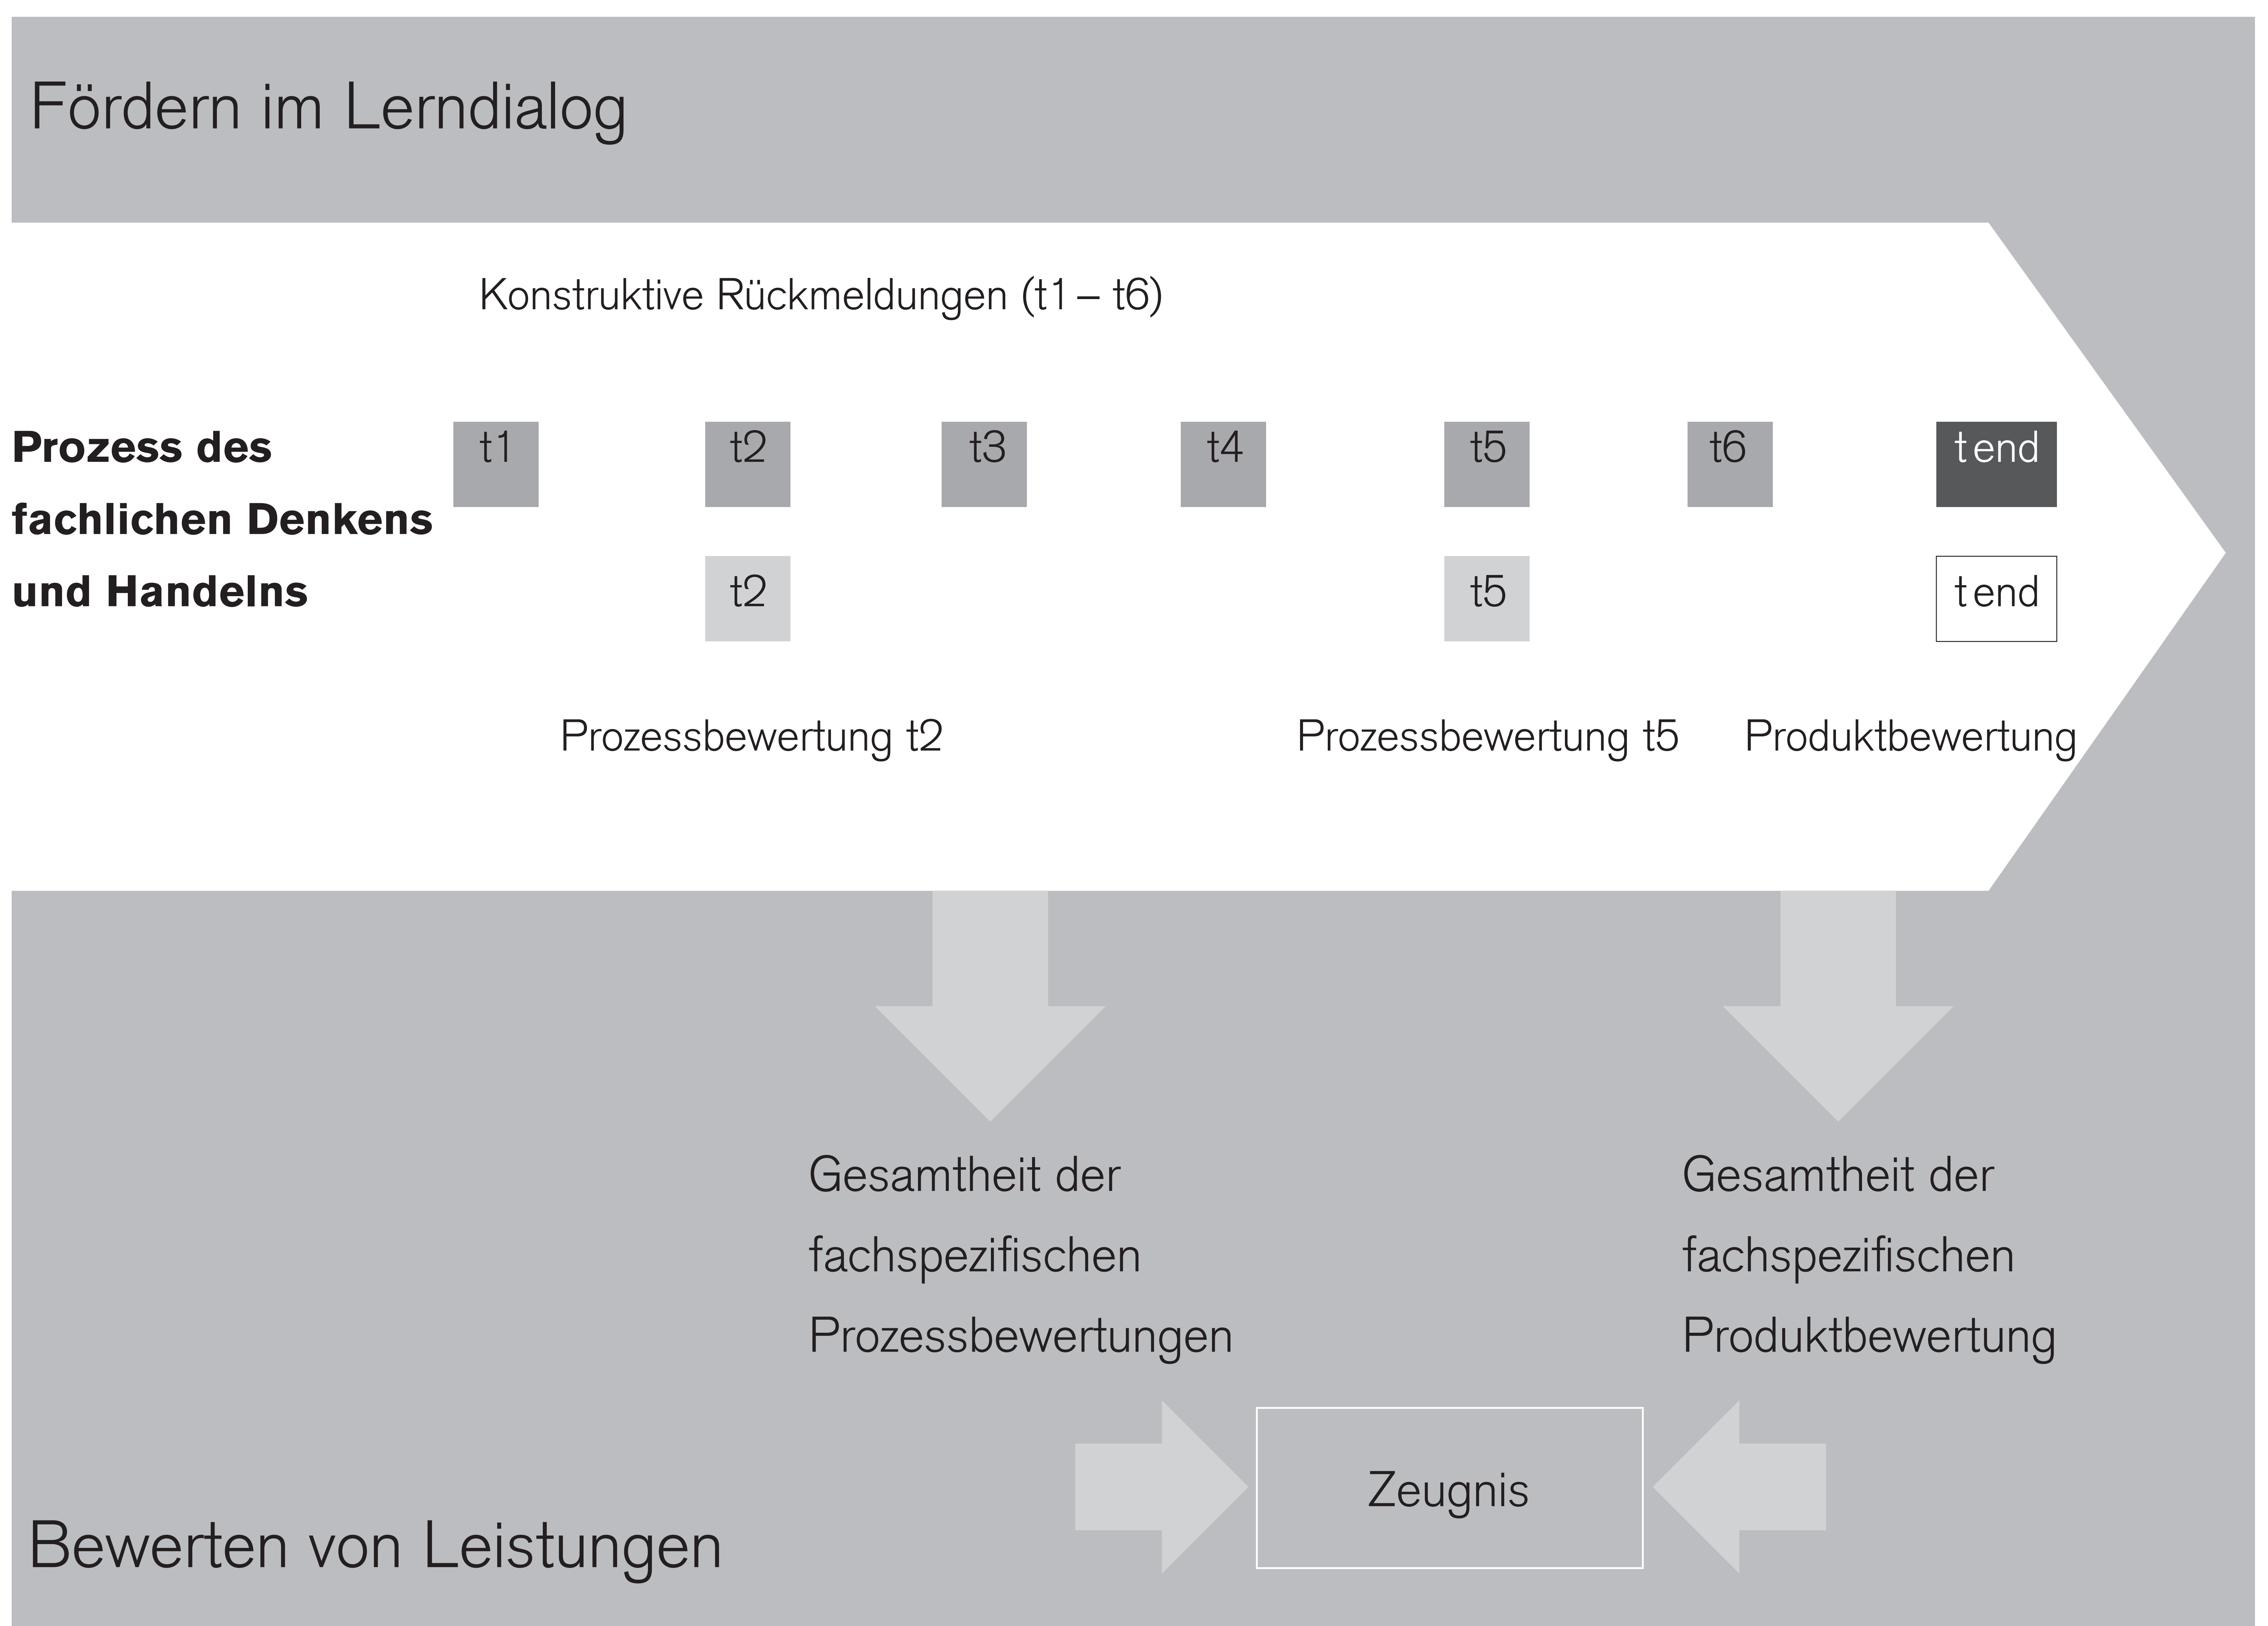 Fördern im Lerndialog
Konstruktive Rückmeldungen (t1 – t6)
Prozess des
fachlichen Denkens
und Handelns
t1 t2 t3 t4 t5 t6 t end
t2 t5 t end
Prozessbewertung t2 Prozessbewertung t5 Produktbewertung
Gesamtheit der
fachspezifischen
Prozessbewertungen
Gesamtheit der
fachspezifischen
Produktbewertung
Zeugnis
Bewerten von Leistungen